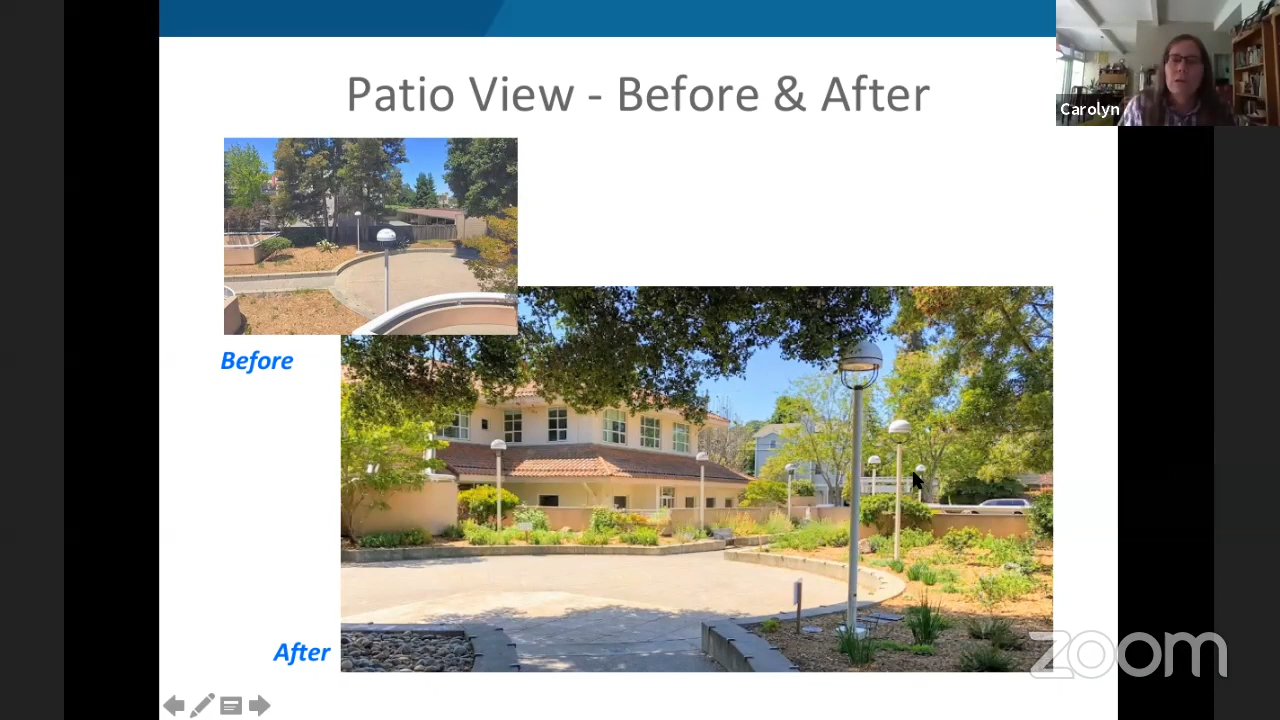 Patio View - Before & After
Carolyn
Before
After
zoom